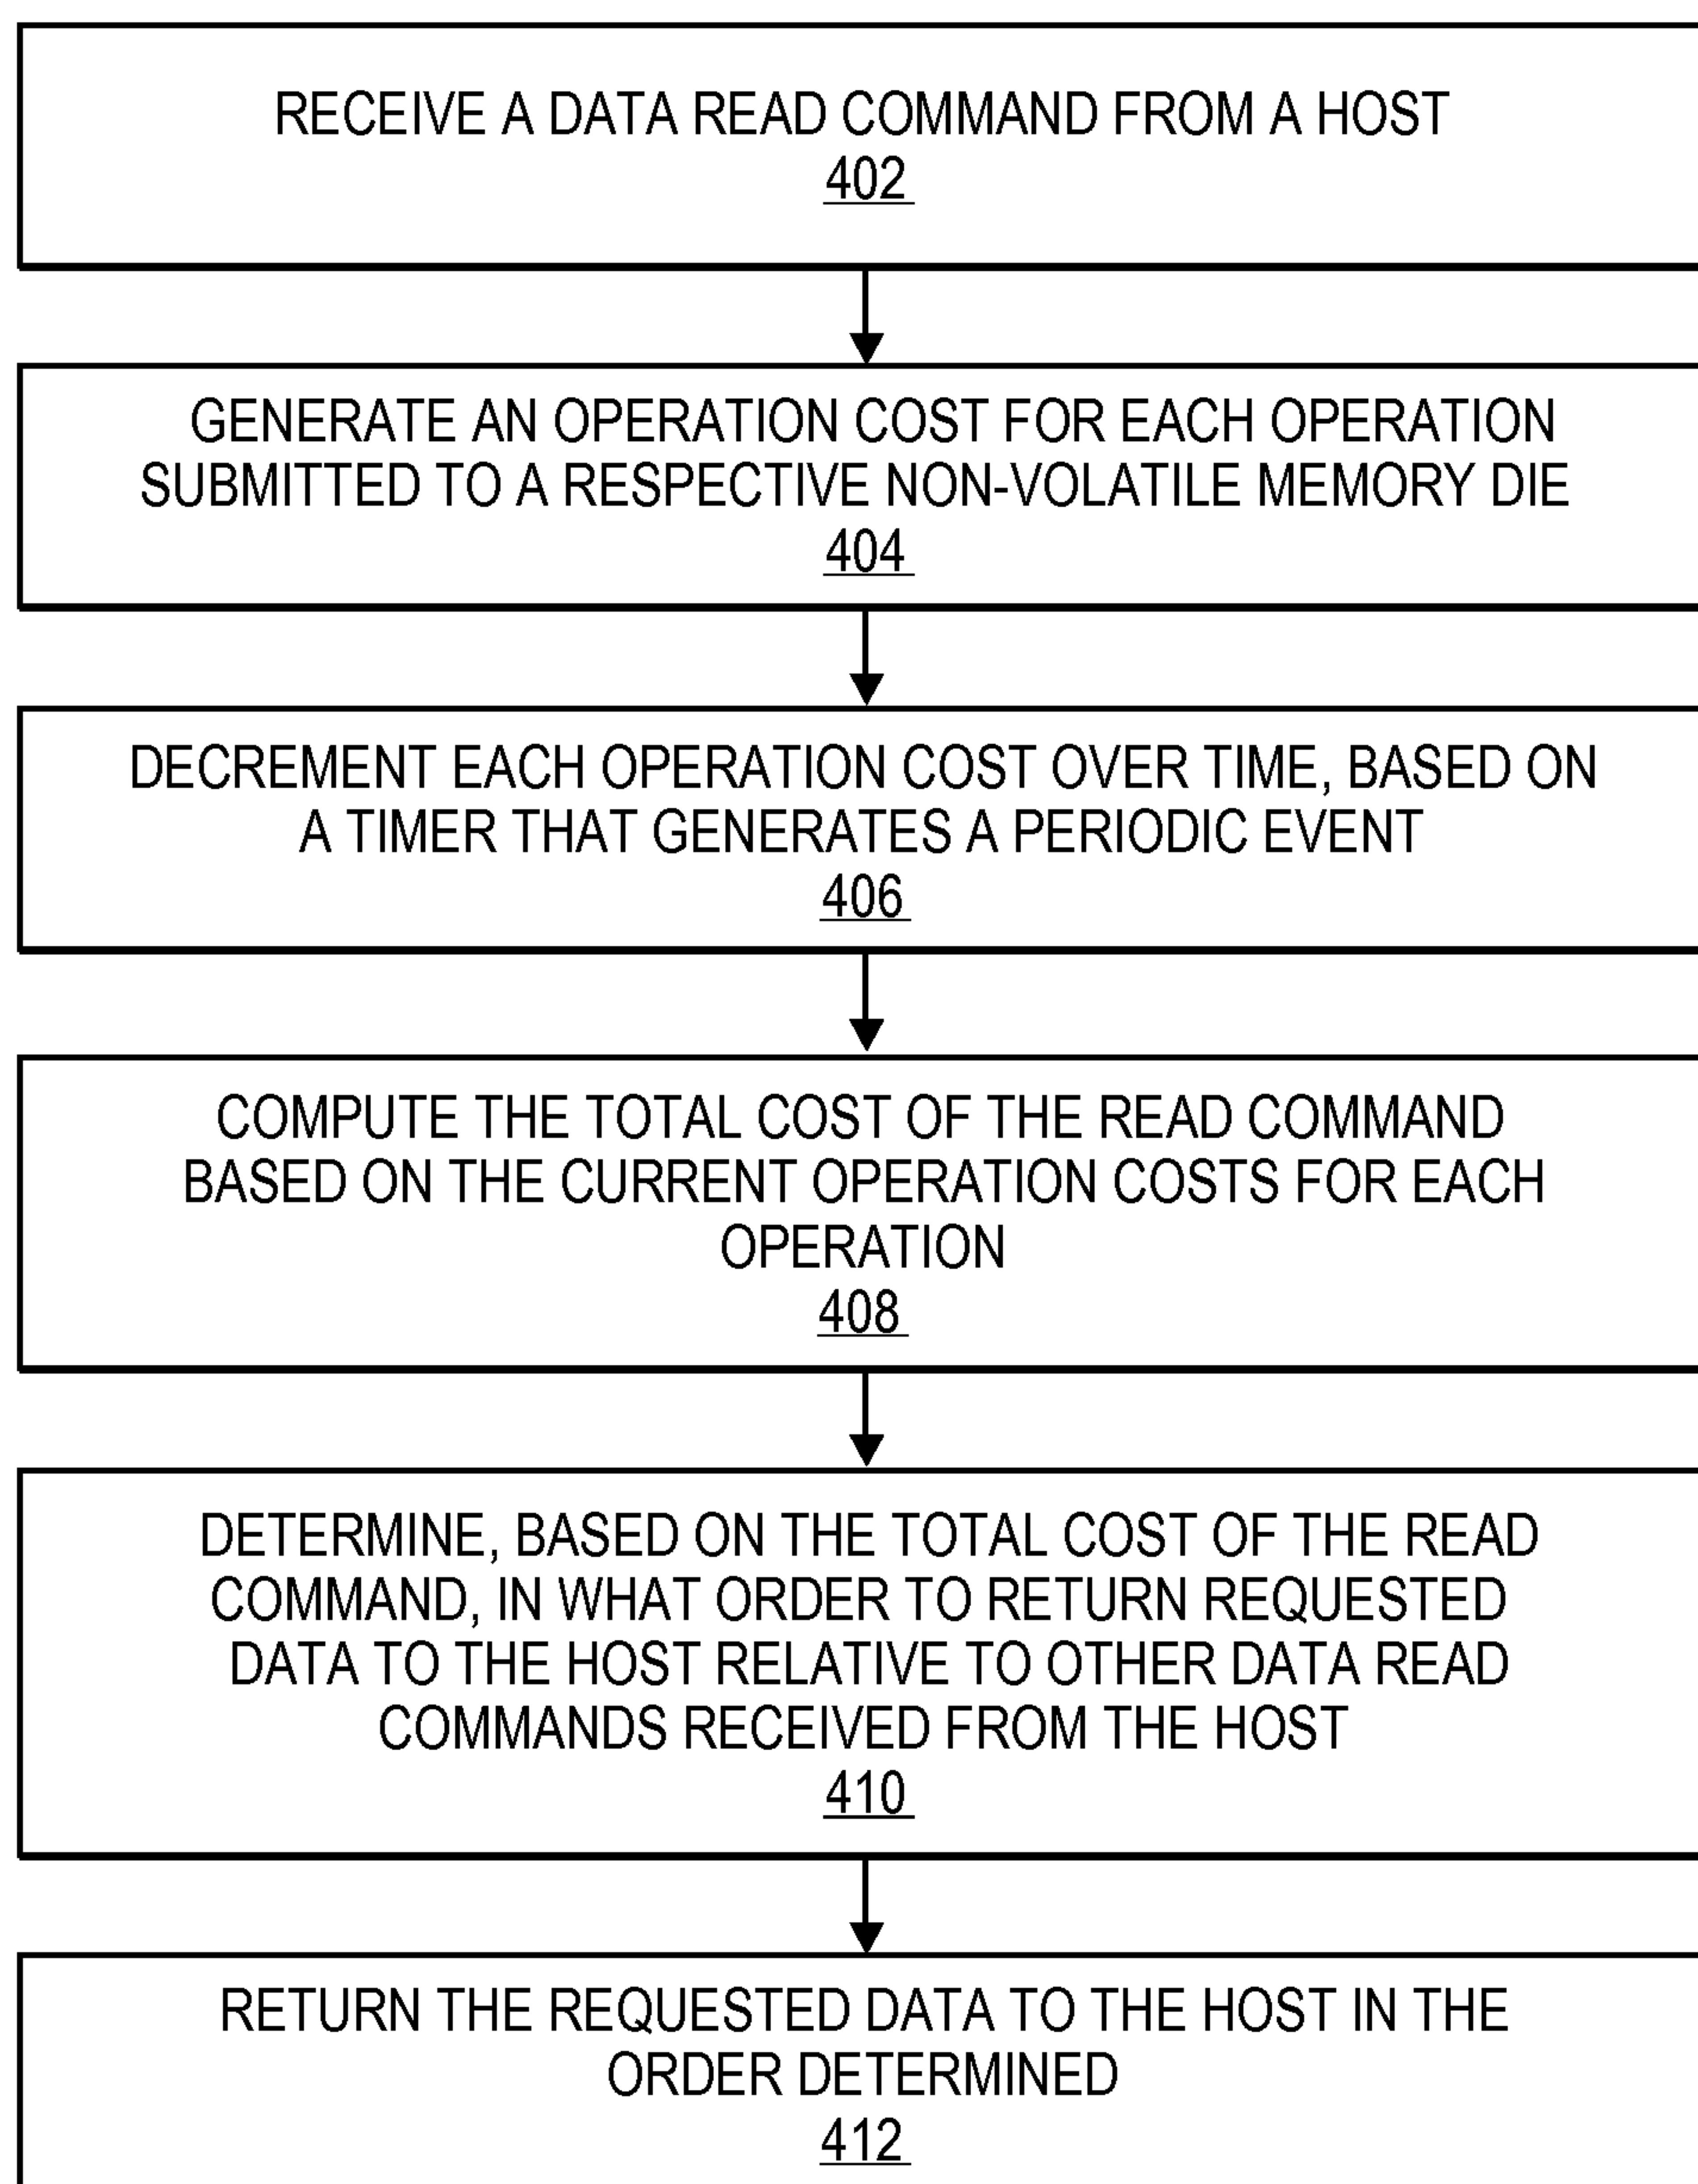 RECEIVE A DATA READ COMMAND FROM A HOST
402
GENERATE AN OPERATION COST FOR EACH OPERATION
SUBMITTED TO A RESPECTIVE NON-VOLATILE MEMORY DIE
404
DECREMENT EACH OPERATION COST OVER TIME, BASED ON
A TIMER THAT GENERATES A PERIODIC EVENT
406
COMPUTE THE TOTAL COST OF THE READ COMMAND
BASED ON THE CURRENT OPERATION COSTS FOR EACH
OPERATION
408
DETERMINE, BASED ON THE TOTAL COST OF THE READ
COMMAND, IN WHAT ORDER TO RETURN REQUESTED
DATA TO THE HOST RELATIVE TO OTHER DATA READ
COMMANDS RECEIVED FROM THE HOST
410
RETURN THE REQUESTED DATA TO THE HOST IN THE
ORDER DETERMINED
412